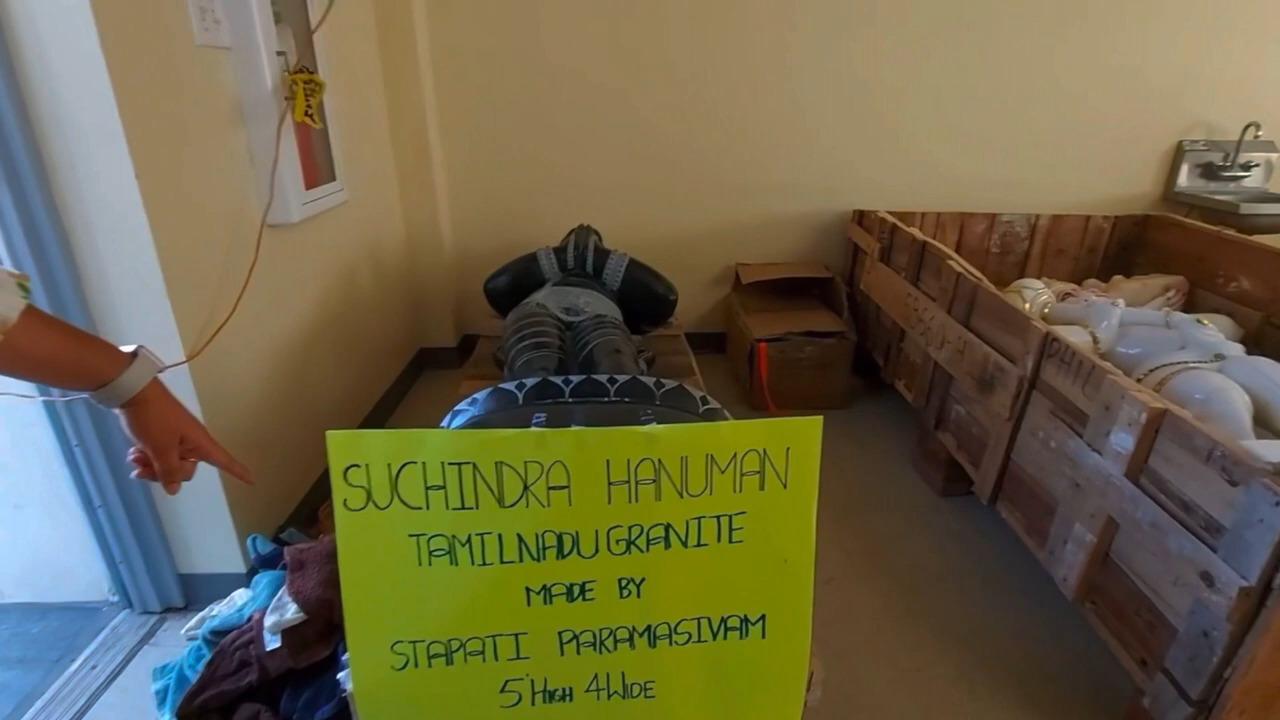 SUCHINDRA HANUMAN
TAMILNADU GRANITE
MADE BY
STAPATI PARAMASIVAM
5' HIGH 4 WIDE